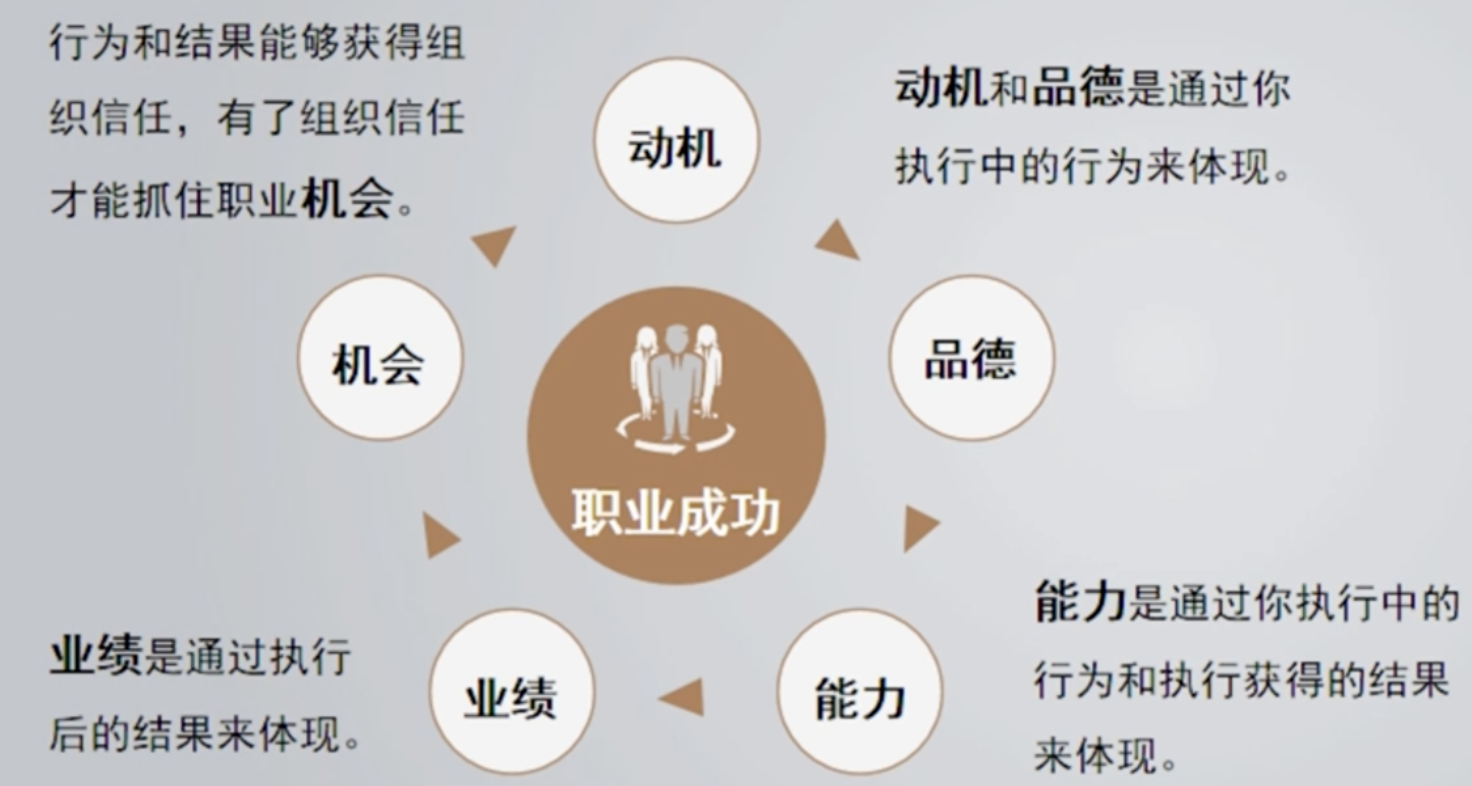 行为和结果能够获得组
织信任，有了组织信任
才能抓住职业机会。
动机
动机和品德是通过你
执行中的行为来体现。
机会
品德
职业成功
业绩是通过执行
后的结果来体现。
业绩
能力
能力是通过你执行中的
行为和执行获得的结果
来体现。